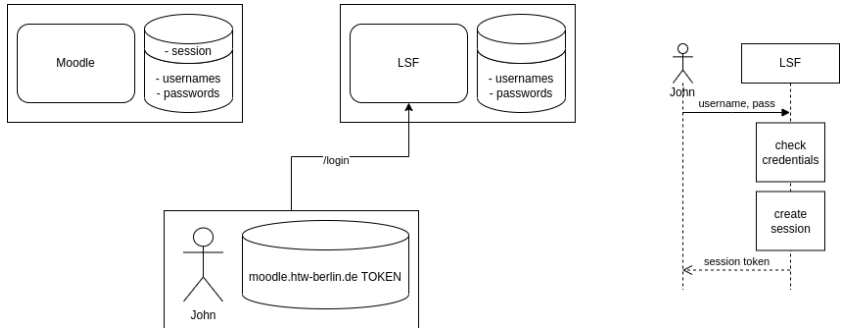 Moodle
- session
- usernames
- passwords
LSF
- usernames
- passwords
/login
John
moodle.htw-berlin.de TOKEN
John
LSF
username, pass
check
credentials
create
session
session token